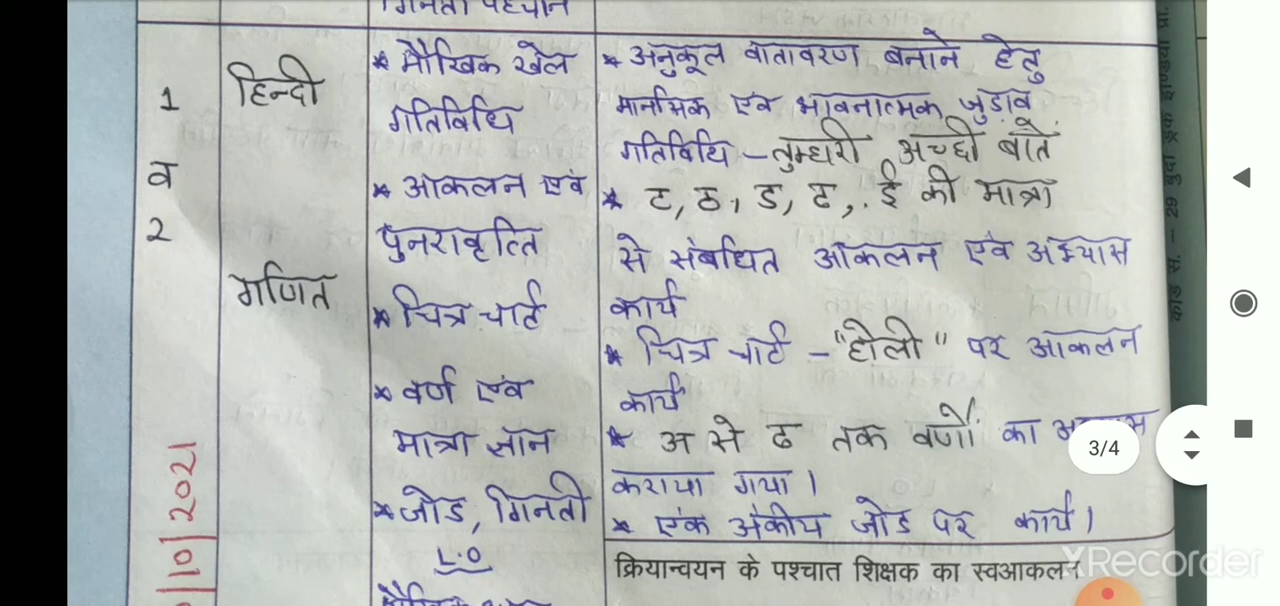 गिनती पहचान
1
व
2
हिन्दी
गणित
* मौखिक खेल
गतिविधि
* आकलन एवं
पुनरावृत्ति
* चित्र चार्ट
* वर्ण एवं
मात्रा ज्ञान
* जोड, गिनती
L.O
* अनुकूल वातावरण बनाने हेतु
मानसिक एवं भावनात्मक जुड़ाव
गतिविधि – तुम्हारी अच्छी बातें
* ट, ठ, ड, ढ, ई की मात्रा
से संबंधित आकलन एवं अभ्यास
कार्य
* चित्र चार्ट – "होली" पर आकलन
कार्य
* अ से ढ तक वर्णों का
कराया गया।
* एक अंकीय जोड पर कार्य।
क्रियान्वयन के पश्चात शिक्षक का स्वआकलन
10/2021
3/4
XRecorder